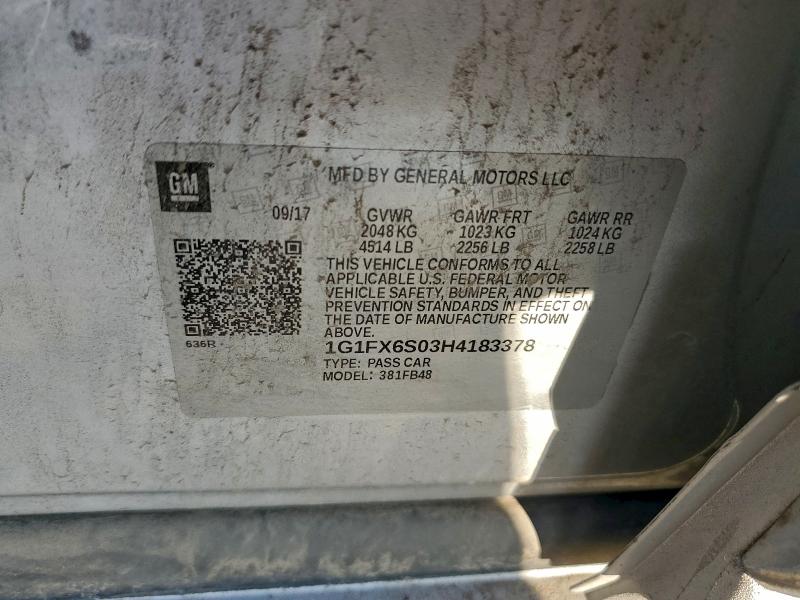 GM
MFD BY GENERAL MOTORS LLC
09/17 GVWR GAWR FRT GAWR RR
2048 KG 1023 KG 1024 KG
4514 LB 2256 LB 2258 LB
THIS VEHICLE CONFORMS TO ALL
APPLICABLE U.S. FEDERAL MOTOR
VEHICLE SAFETY, BUMPER, AND THEFT
PREVENTION STANDARDS IN EFFECT ON
THE DATE OF MANUFACTURE SHOWN
ABOVE.
636R
1G1FX6S03H4183378
TYPE: PASS CAR
MODEL: 381FB48